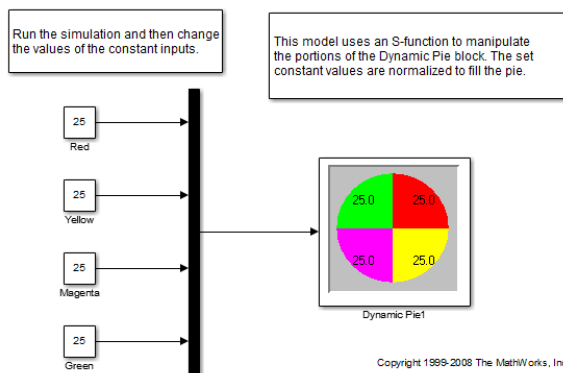 Run the simulation and then change
the values of the constant inputs.
This model uses an S-function to manipulate
the portions of the Dynamic Pie block. The set
constant values are normalized to fill the pie.
25
Red
25
Yellow
25
Magenta
25
Green
25.0
25.0
25.0
25.0
Dynamic Pie1
Copyright 1999-2008 The MathWorks, Inc